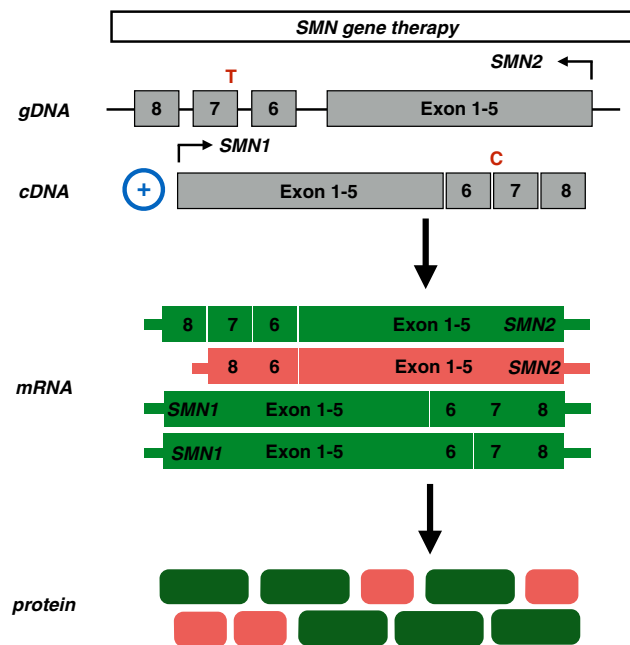 SMN gene therapy
SMN2
T
gDNA 8 7 6 Exon 1-5
SMN1
C
cDNA + Exon 1-5 6 7 8
8 7 6 Exon 1-5 SMN2
8 6 Exon 1-5 SMN2
mRNA
SMN1 Exon 1-5 6 7 8
SMN1 Exon 1-5 6 7 8
protein